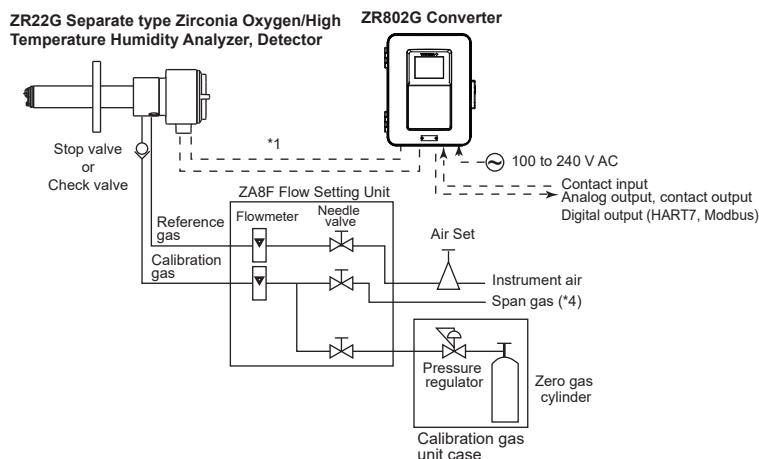 ZR22G Separate type Zirconia Oxygen/High
Temperature Humidity Analyzer, Detector
ZR802G Converter
Stop valve
or
Check valve
*1
100 to 240 V AC
Contact input
Analog output, contact output
Digital output (HART7, Modbus)
ZA8F Flow Setting Unit
Reference
gas
Flowmeter
Needle
valve
Air Set
Calibration
gas
Instrument air
Span gas (*4)
Pressure
regulator
Zero gas
cylinder
Calibration gas
unit case